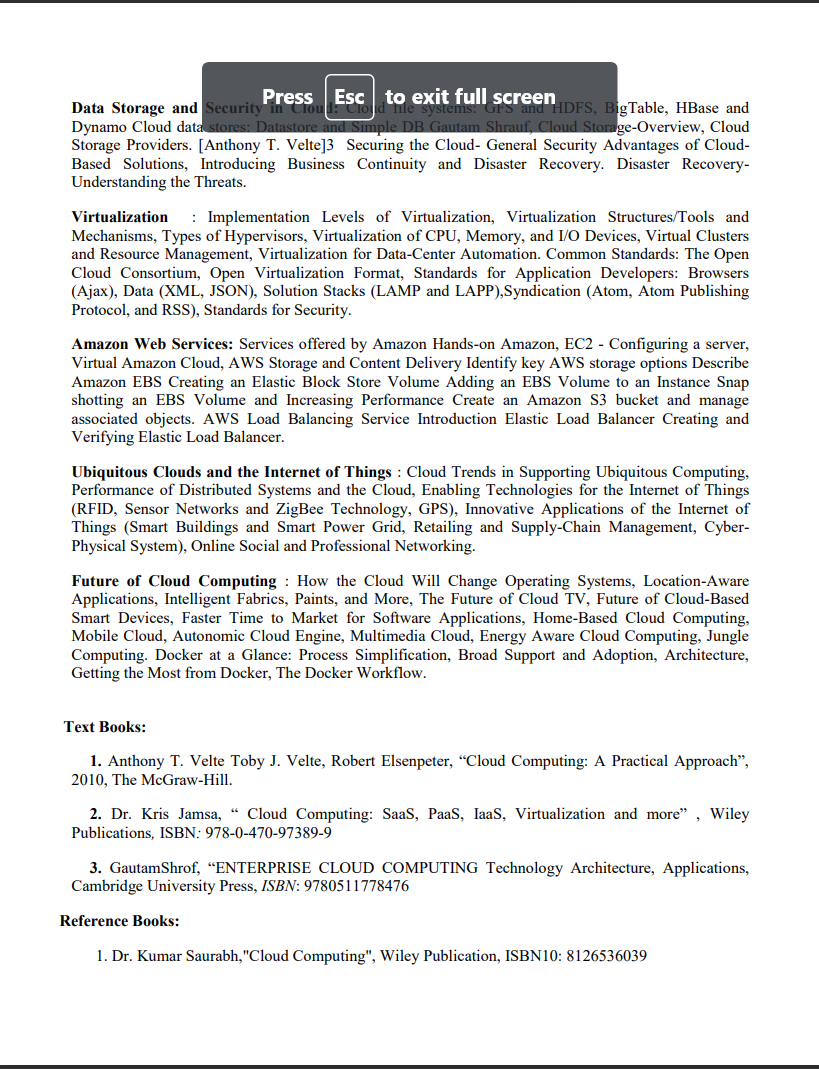 Press Esc to exit full screen
Data Storage and Security in Cloud: Cloud file systems: GFS and HDFS, BigTable, HBase and
Dynamo Cloud data stores: Datastore and Simple DB Gautam Shrauf, Cloud Storage-Overview, Cloud
Storage Providers. [Anthony T. Velte]3 Securing the Cloud- General Security Advantages of Cloud-
Based Solutions, Introducing Business Continuity and Disaster Recovery. Disaster Recovery-
Understanding the Threats.
Virtualization : Implementation Levels of Virtualization, Virtualization Structures/Tools and
Mechanisms, Types of Hypervisors, Virtualization of CPU, Memory, and I/O Devices, Virtual Clusters
and Resource Management, Virtualization for Data-Center Automation. Common Standards: The Open
Cloud Consortium, Open Virtualization Format, Standards for Application Developers: Browsers
(Ajax), Data (XML, JSON), Solution Stacks (LAMP and LAPP),Syndication (Atom, Atom Publishing
Protocol, and RSS), Standards for Security.
Amazon Web Services: Services offered by Amazon Hands-on Amazon, EC2 - Configuring a server,
Virtual Amazon Cloud, AWS Storage and Content Delivery Identify key AWS storage options Describe
Amazon EBS Creating an Elastic Block Store Volume Adding an EBS Volume to an Instance Snap
shotting an EBS Volume and Increasing Performance Create an Amazon S3 bucket and manage
associated objects. AWS Load Balancing Service Introduction Elastic Load Balancer Creating and
Verifying Elastic Load Balancer.
Ubiquitous Clouds and the Internet of Things : Cloud Trends in Supporting Ubiquitous Computing,
Performance of Distributed Systems and the Cloud, Enabling Technologies for the Internet of Things
(RFID, Sensor Networks and ZigBee Technology, GPS), Innovative Applications of the Internet of
Things (Smart Buildings and Smart Power Grid, Retailing and Supply-Chain Management, Cyber-
Physical System), Online Social and Professional Networking.
Future of Cloud Computing : How the Cloud Will Change Operating Systems, Location-Aware
Applications, Intelligent Fabrics, Paints, and More, The Future of Cloud TV, Future of Cloud-Based
Smart Devices, Faster Time to Market for Software Applications, Home-Based Cloud Computing,
Mobile Cloud, Autonomic Cloud Engine, Multimedia Cloud, Energy Aware Cloud Computing, Jungle
Computing. Docker at a Glance: Process Simplification, Broad Support and Adoption, Architecture,
Getting the Most from Docker, The Docker Workflow.
Text Books:
1. Anthony T. Velte Toby J. Velte, Robert Elsenpeter, “Cloud Computing: A Practical Approach”,
2010, The McGraw-Hill.
2. Dr. Kris Jamsa, “ Cloud Computing: SaaS, PaaS, IaaS, Virtualization and more” , Wiley
Publications, ISBN: 978-0-470-97389-9
3. GautamShrof, “ENTERPRISE CLOUD COMPUTING Technology Architecture, Applications,
Cambridge University Press, ISBN: 9780511778476
Reference Books:
1. Dr. Kumar Saurabh,"Cloud Computing", Wiley Publication, ISBN10: 8126536039